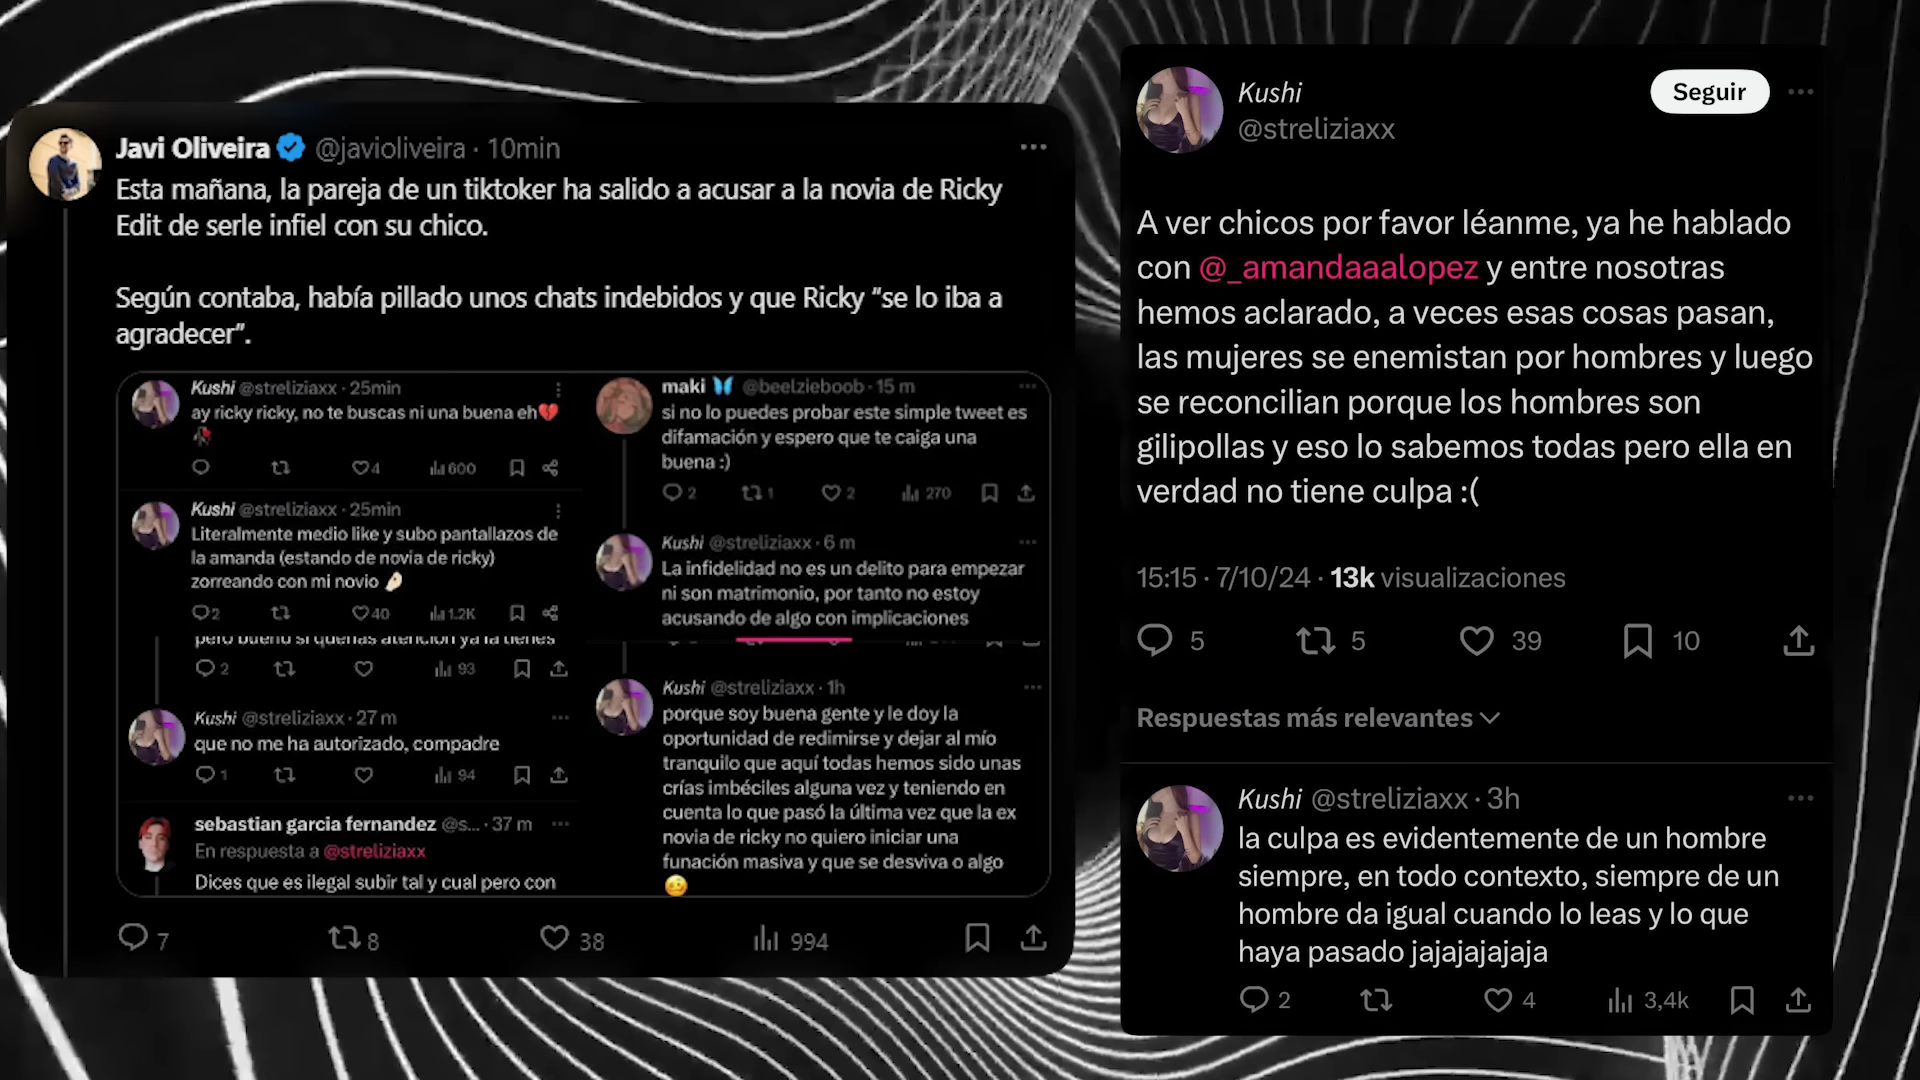 Javi Oliveira @javioliveira · 10min
Esta mañana, la pareja de un tiktoker ha salido a acusar a la novia de Ricky
Edit de serle infiel con su chico.
Según contaba, había pillado unos chats indebidos y que Ricky “se lo iba a
agradecer”.
Kushi @streliziaxx · 25min
ay ricky ricky, no te buscas ni una buena eh💔
🥀
4 600
Kushi @streliziaxx · 25min
Literalmente medio like y subo pantallazos de
la amanda (estando de novia de ricky)
zorreando con mi novio 🤌🏻
2 40 1.2K
pero bueno si querías atención ya la tienes
2 93
Kushi @streliziaxx · 27 m
que no me ha autorizado, compadre
1 94
sebastian garcia fernandez @s... · 37 m
En respuesta a @streliziaxx
Dices que es ilegal subir tal y cual pero con
maki 🦋 @beelzieboob · 15 m
si no lo puedes probar este simple tweet es
difamación y espero que te caiga una
buena :)
2 1 2 270
Kushi @streliziaxx · 6 m
La infidelidad no es un delito para empezar
ni son matrimonio, por tanto no estoy
acusando de algo con implicaciones
Kushi @streliziaxx · 1h
porque soy buena gente y le doy la
oportunidad de redimirse y dejar al mío
tranquilo que aquí todas hemos sido unas
crías imbéciles alguna vez y teniendo en
cuenta lo que pasó la última vez que la ex
novia de ricky no quiero iniciar una
funación masiva y que se desviva o algo
🥴
7 8 38 994
Kushi
@streliziaxx
Seguir
A ver chicos por favor léanme, ya he hablado
con @_amandaaalopez y entre nosotras
hemos aclarado, a veces esas cosas pasan,
las mujeres se enemistan por hombres y luego
se reconcilian porque los hombres son
gilipollas y eso lo sabemos todas pero ella en
verdad no tiene culpa :(
15:15 · 7/10/24 · 13k visualizaciones
5 5 39 10
Respuestas más relevantes
Kushi @streliziaxx · 3h
la culpa es evidentemente de un hombre
siempre, en todo contexto, siempre de un
hombre da igual cuando lo leas y lo que
haya pasado jajajajajaja
2 4 3,4k